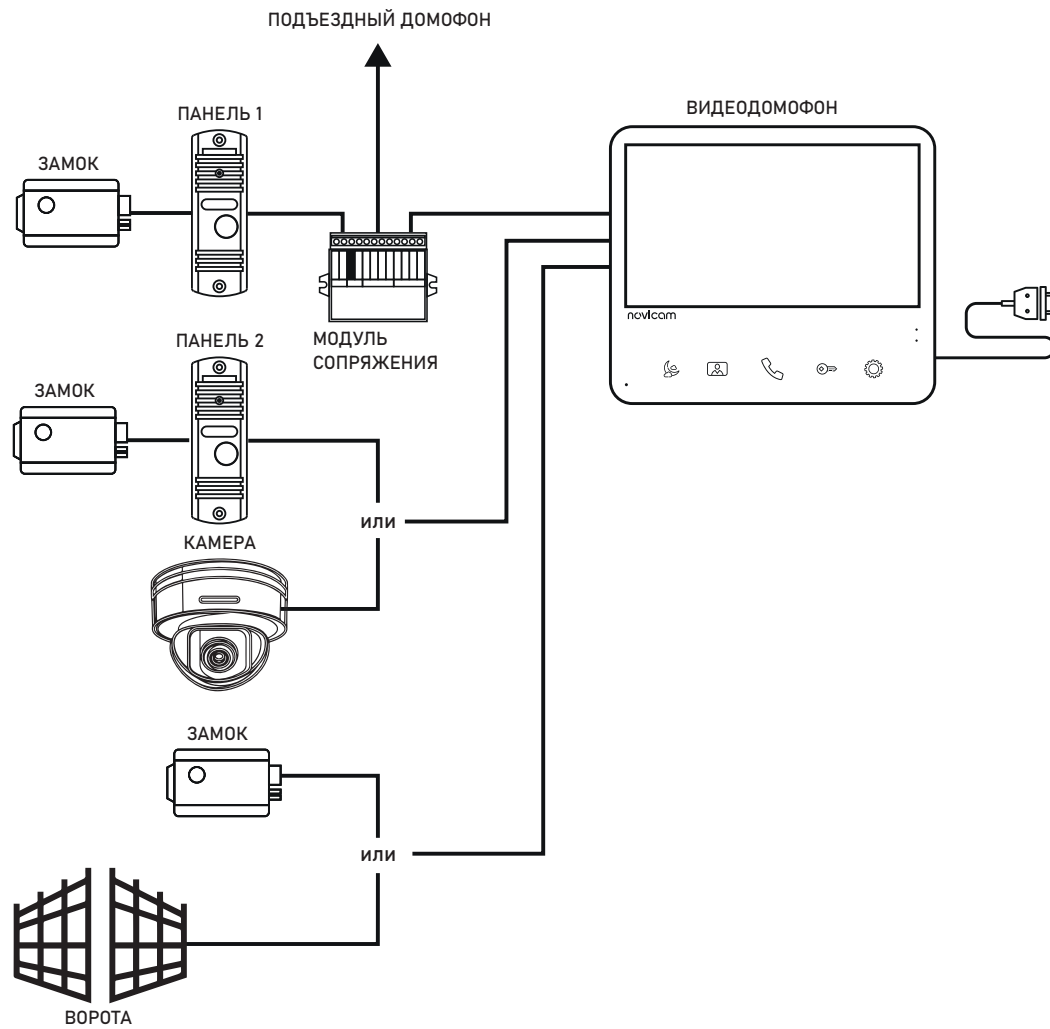 ПОДЪЕЗДНЫЙ ДОМОФОН
ПАНЕЛЬ 1
ВИДЕОДОМОФОН
ЗАМОК
novicam
МОДУЛЬ
СОПРЯЖЕНИЯ
ПАНЕЛЬ 2
ЗАМОК
или
КАМЕРА
ЗАМОК
или
ВОРОТА